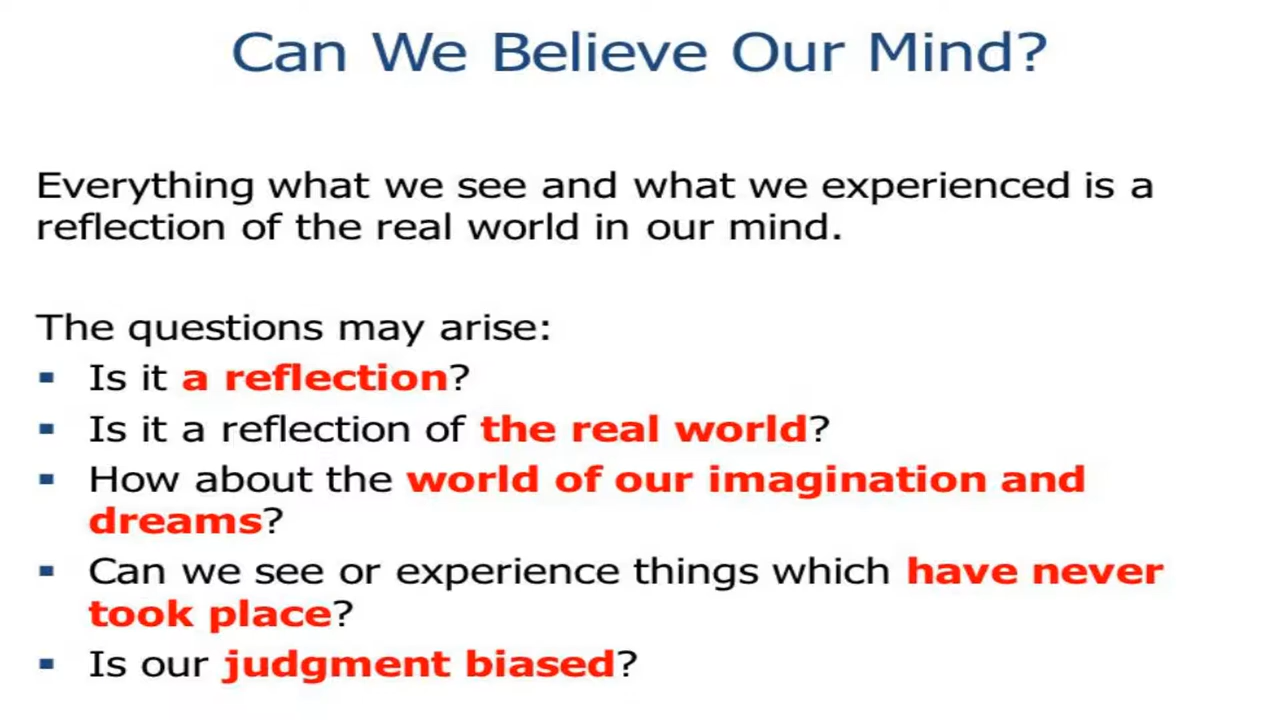 Can We Believe Our Mind?
Everything what we see and what we experienced is a
reflection of the real world in our mind.
The questions may arise:
▪ Is it a reflection?
▪ Is it a reflection of the real world?
▪ How about the world of our imagination and
dreams?
▪ Can we see or experience things which have never
took place?
▪ Is our judgment biased?